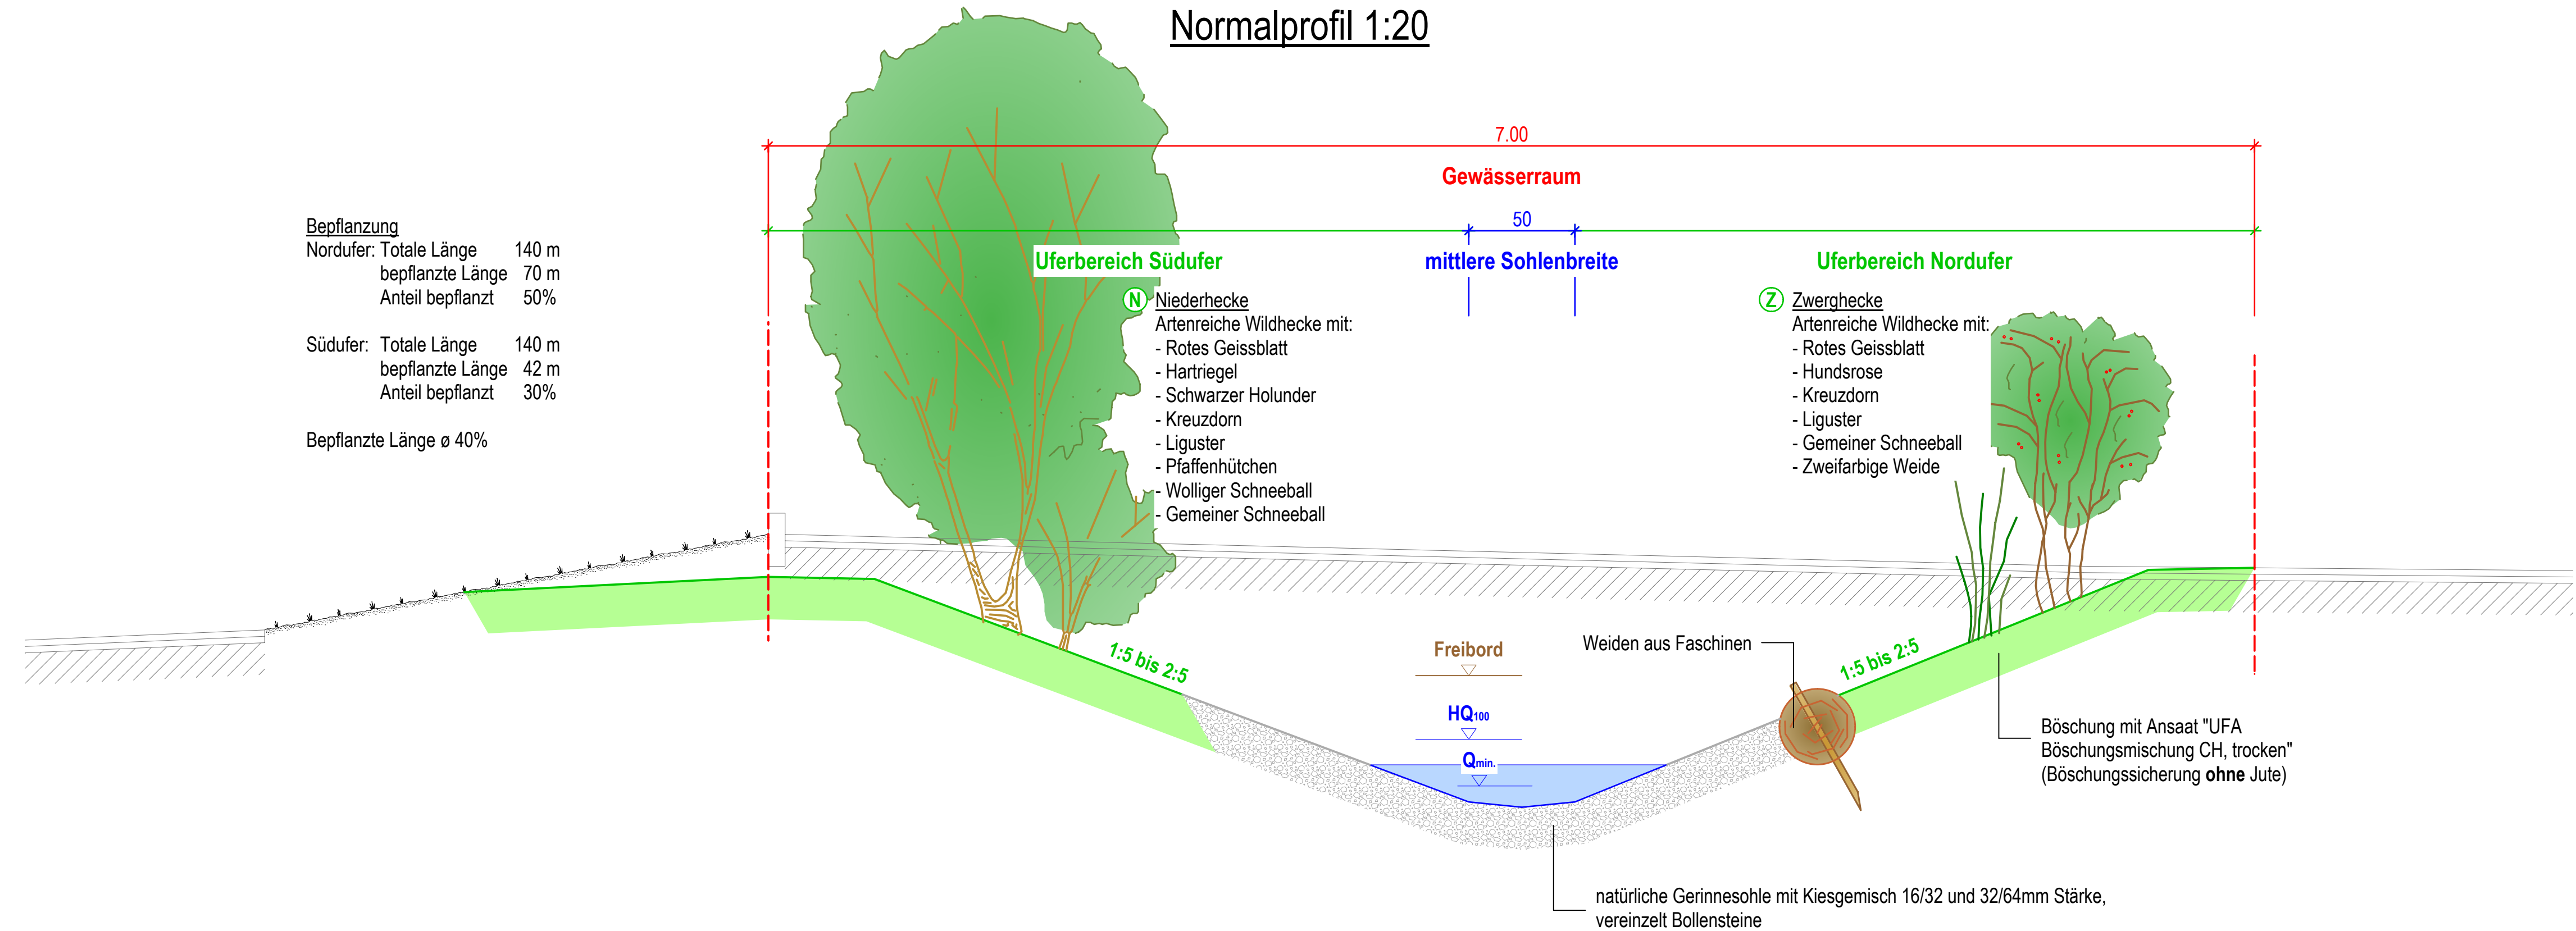 Normalprofil 1:20
7.00
Gewässerraum
50
Uferbereich Südufer
mittlere Sohlenbreite
Uferbereich Nordufer
Bepflanzung
Nordufer: Totale Länge 140 m
bepflanzte Länge 70 m
Anteil bepflanzt 50%
Südufer: Totale Länge 140 m
bepflanzte Länge 42 m
Anteil bepflanzt 30%
Bepflanzte Länge ø 40%
N Niederhecke
Artenreiche Wildhecke mit:
- Rotes Geissblatt
- Hartriegel
- Schwarzer Holunder
- Kreuzdorn
- Liguster
- Pfaffenhütchen
- Wolliger Schneeball
- Gemeiner Schneeball
Z Zwerghecke
Artenreiche Wildhecke mit:
- Rotes Geissblatt
- Hundsrose
- Kreuzdorn
- Liguster
- Gemeiner Schneeball
- Zweifarbige Weide
1:5 bis 2:5
Freibord
HQ100
Qmin.
Weiden aus Faschinen
1:5 bis 2:5
Böschung mit Ansaat "UFA
Böschungsmischung CH, trocken"
(Böschungssicherung ohne Jute)
natürliche Gerinnesohle mit Kiesgemisch 16/32 und 32/64mm Stärke,
vereinzelt Bollensteine